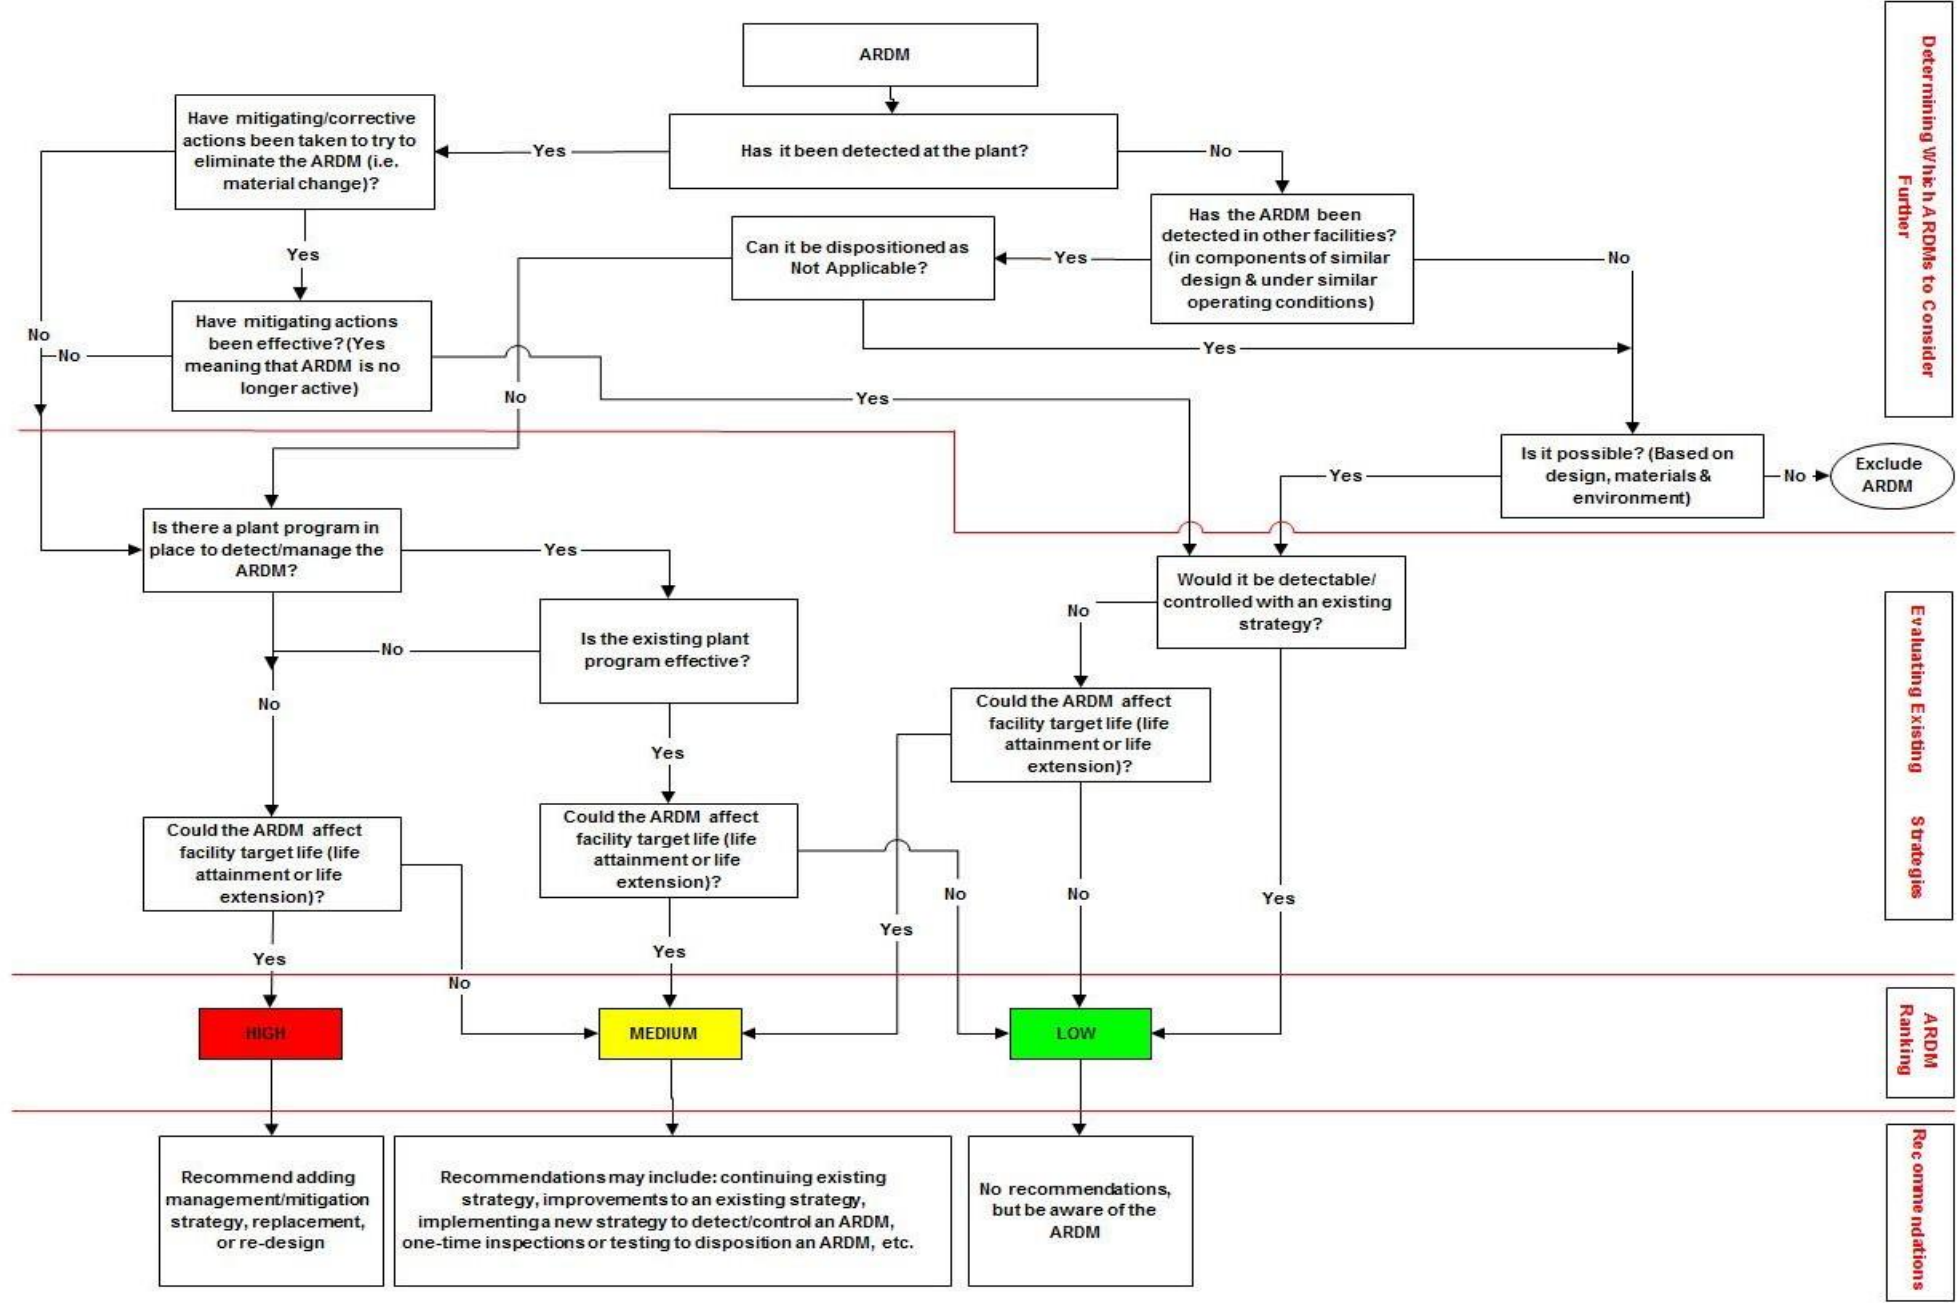 ARDM
Have mitigating/corrective
actions been taken to try to
eliminate the ARDM (i.e.
material change)?
Yes
Has it been detected at the plant?
No
Yes
Can it be dispositioned as
Not Applicable?
Yes
Has the ARDM been
detected in other facilities?
(in components of similar
design & under similar
operating conditions)
No
No
No
Have mitigating actions
been effective? (Yes
meaning that ARDM is no
longer active)
No
Yes
Yes
Is it possible? (Based on
design, materials &
environment)
Yes
No
Exclude
ARDM
Determining Which ARDMs to Consider
Further
Is there a plant program in
place to detect/manage the
ARDM?
Yes
Would it be detectable/
controlled with an existing
strategy?
No
Is the existing plant
program effective?
No
No
Yes
Could the ARDM affect
facility target life (life
attainment or life
extension)?
Could the ARDM affect
facility target life (life
attainment or life
extension)?
Could the ARDM affect
facility target life (life
attainment or life
extension)?
No
No
Yes
Yes
Yes
Yes
No
Evaluating Existing Strategies
HIGH
MEDIUM
LOW
ARDM
Ranking
Recommend adding
management/mitigation
strategy, replacement,
or re-design
Recommendations may include: continuing existing
strategy, improvements to an existing strategy,
implementing a new strategy to detect/control an ARDM,
one-time inspections or testing to disposition an ARDM, etc.
No recommendations,
but be aware of the
ARDM
Recommendations